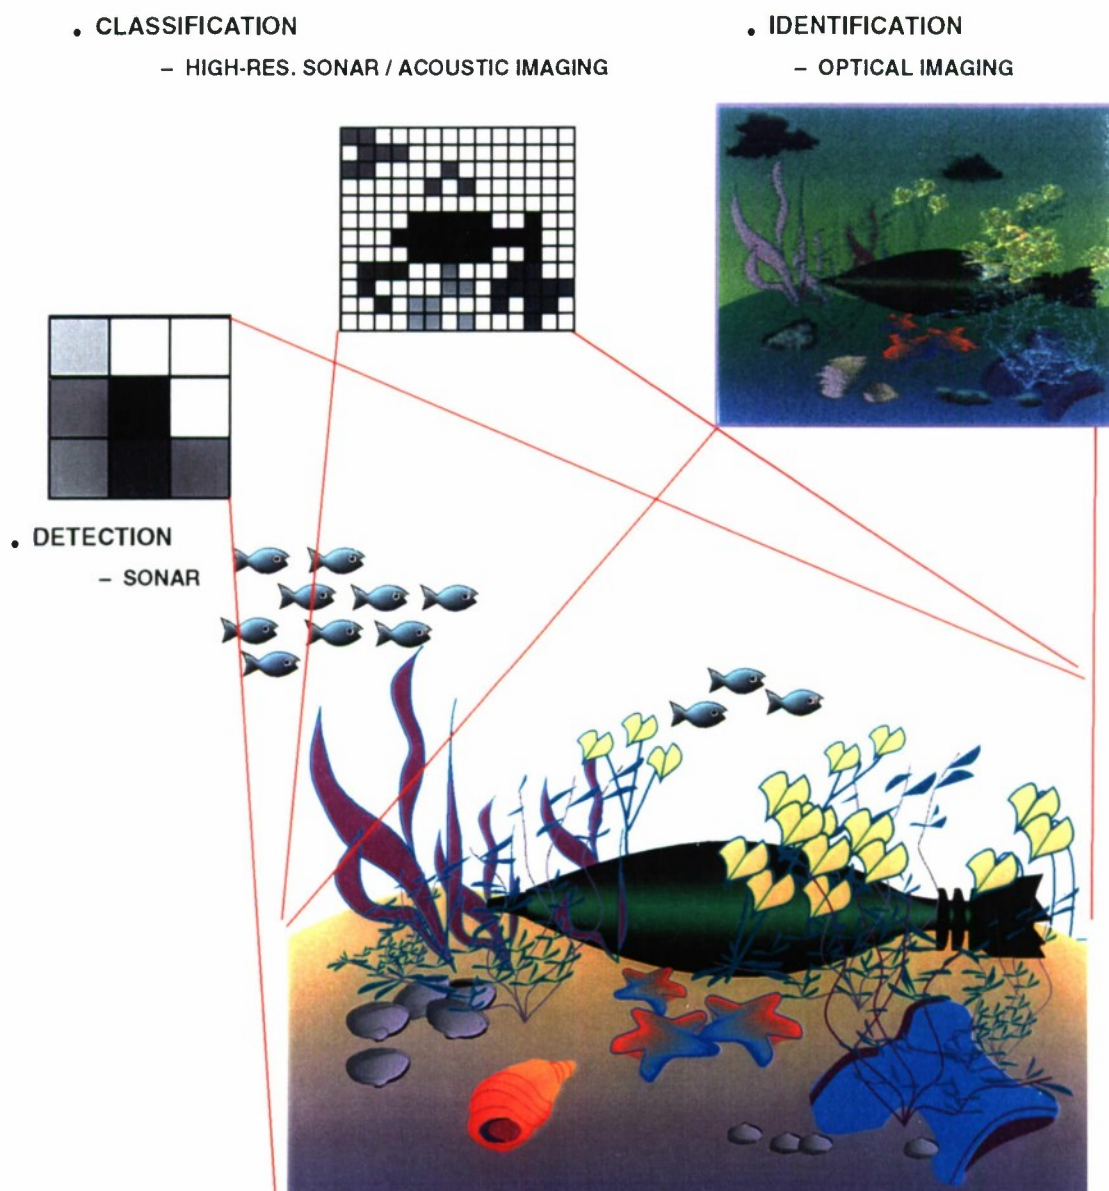 • CLASSIFICATION
– HIGH-RES. SONAR / ACOUSTIC IMAGING
• IDENTIFICATION
– OPTICAL IMAGING
• DETECTION
– SONAR